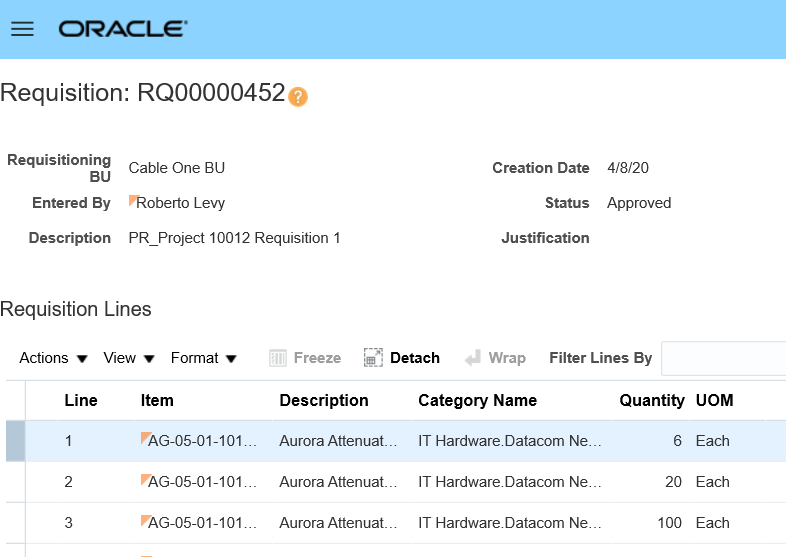 ORACLE®
Requisition: RQ00000452 ?
Requisitioning BU Cable One BU
Creation Date 4/8/20
Entered By Roberto Levy
Status Approved
Description PR_Project 10012 Requisition 1
Justification
Requisition Lines
Actions View Format Freeze Detach Wrap Filter Lines By
Line Item Description Category Name Quantity UOM
1 AG-05-01-101... Aurora Attenuat... IT Hardware.Datacom Ne... 6 Each
2 AG-05-01-101... Aurora Attenuat... IT Hardware.Datacom Ne... 20 Each
3 AG-05-01-101... Aurora Attenuat... IT Hardware.Datacom Ne... 100 Each